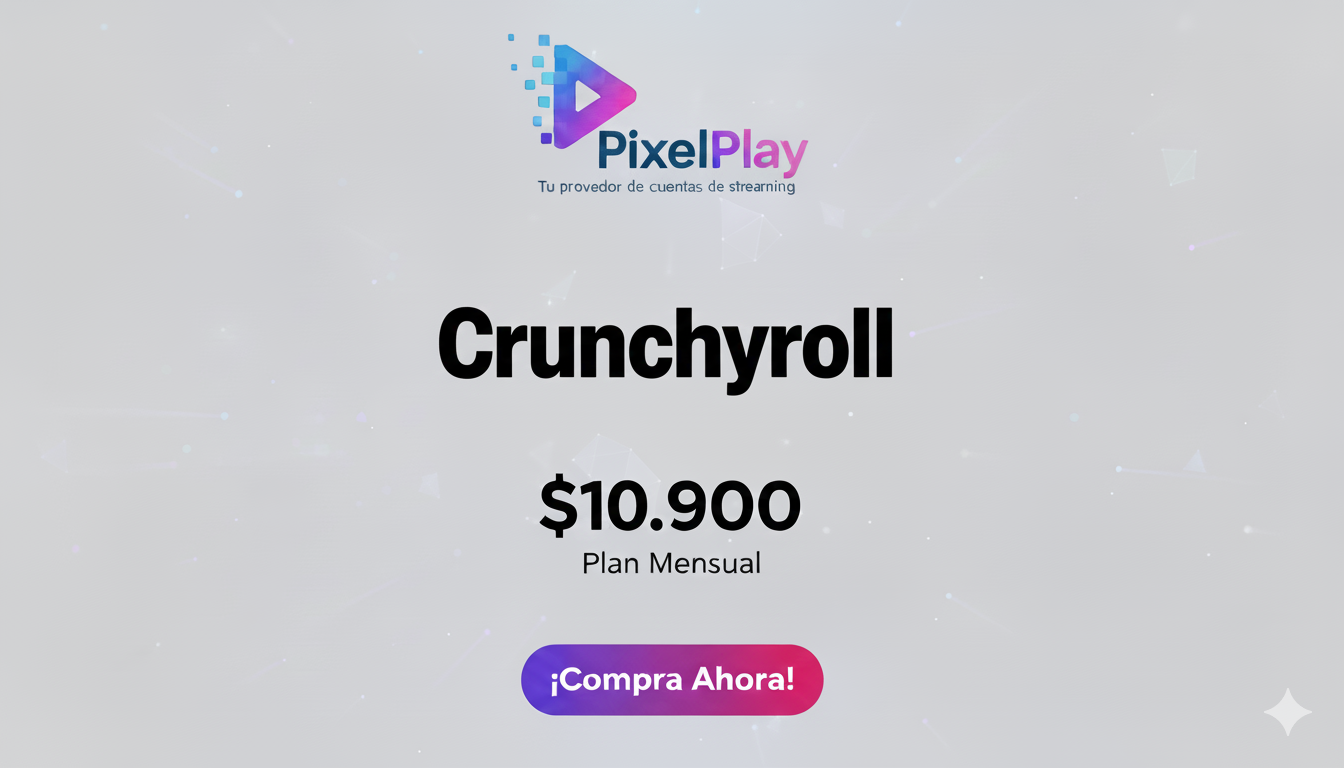 PixelPlay
Tu provedor de cuentas de streaming
Crunchyroll
$10.900
Plan Mensual
¡Compra Ahora!